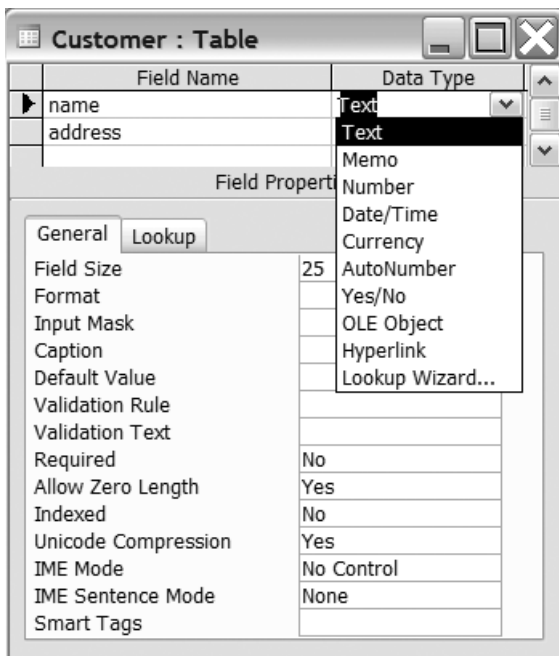 Customer : Table
Field Name Data Type
name Text
address Text
Memo
Field Properti Number
Date/Time
General Lookup Currency
Field Size 25 AutoNumber
Format Yes/No
Input Mask OLE Object
Caption Hyperlink
Default Value Lookup Wizard...
Validation Rule
Validation Text
Required No
Allow Zero Length Yes
Indexed No
Unicode Compression Yes
IME Mode No Control
IME Sentence Mode None
Smart Tags